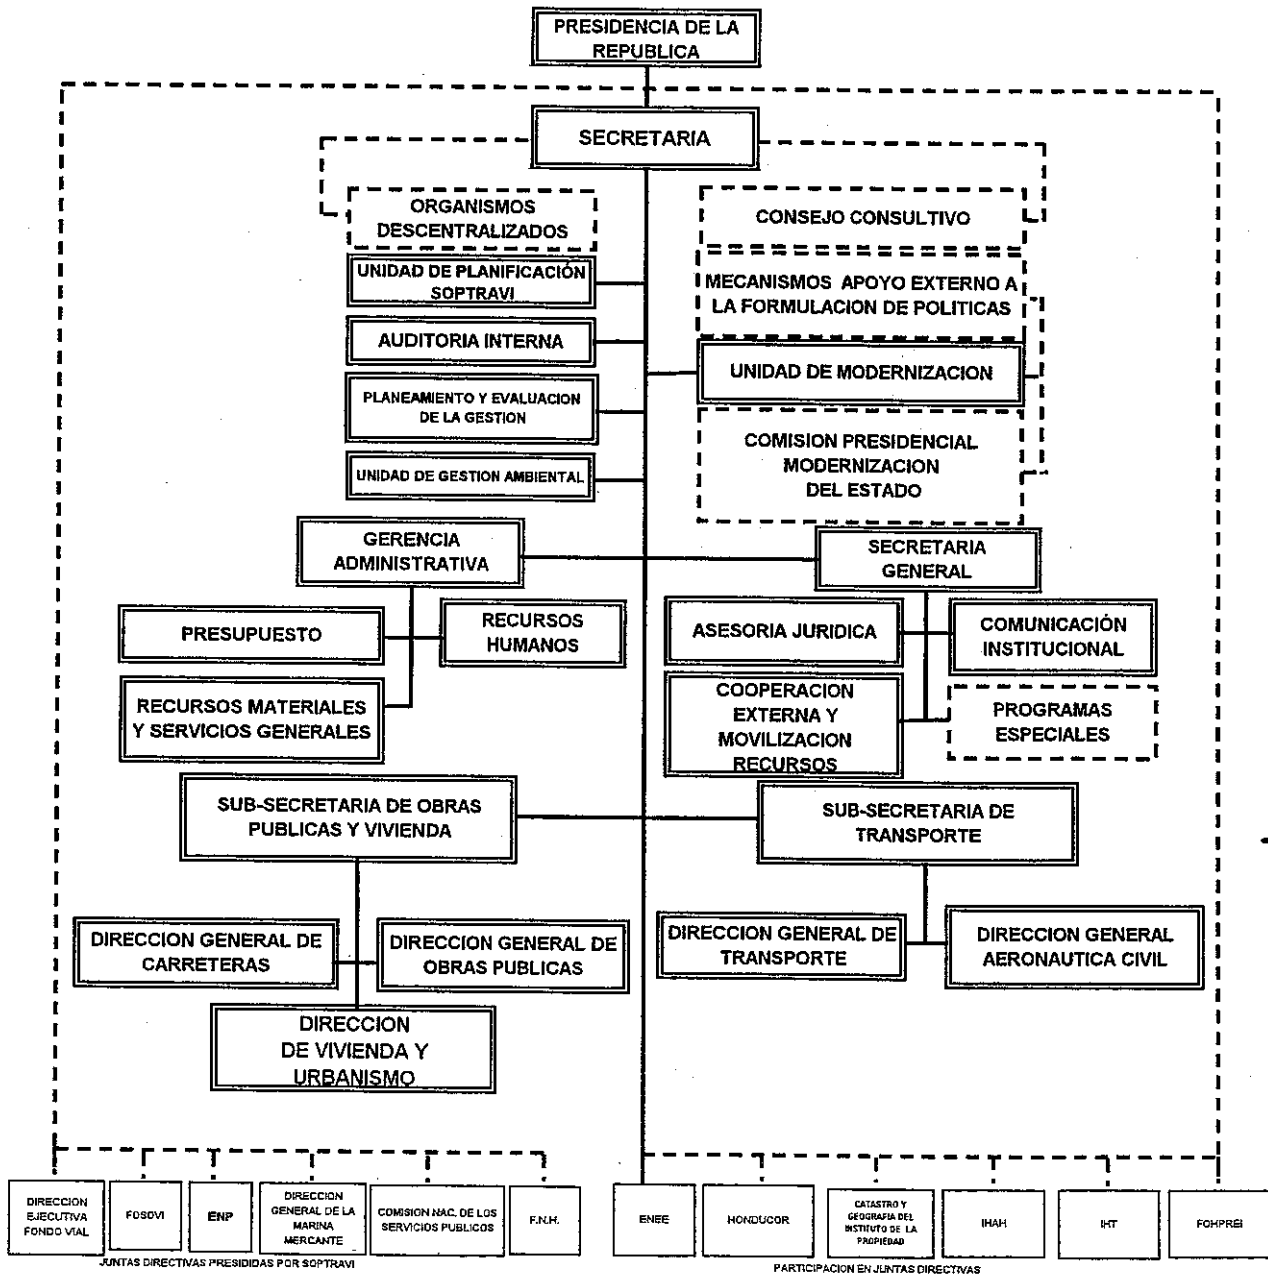 PRESIDENCIA DE LA
REPUBLICA
SECRETARIA
ORGANISMOS
DESCENTRALIZADOS
CONSEJO CONSULTIVO
UNIDAD DE PLANIFICACIÓN
SOPTRAVI
MECANISMOS APOYO EXTERNO A
LA FORMULACION DE POLITICAS
AUDITORIA INTERNA
UNIDAD DE MODERNIZACION
PLANEAMIENTO Y EVALUACION
DE LA GESTION
COMISION PRESIDENCIAL
MODERNIZACION
DEL ESTADO
UNIDAD DE GESTION AMBIENTAL
GERENCIA
ADMINISTRATIVA
SECRETARIA
GENERAL
PRESUPUESTO
RECURSOS
HUMANOS
ASESORIA JURIDICA
COMUNICACIÓN
INSTITUCIONAL
RECURSOS MATERIALES
Y SERVICIOS GENERALES
COOPERACION
EXTERNA Y
MOVILIZACION
RECURSOS
PROGRAMAS
ESPECIALES
SUB-SECRETARIA DE OBRAS
PUBLICAS Y VIVIENDA
SUB-SECRETARIA DE
TRANSPORTE
DIRECCION GENERAL DE
CARRETERAS
DIRECCION GENERAL DE
OBRAS PUBLICAS
DIRECCION GENERAL DE
TRANSPORTE
DIRECCION GENERAL
AERONAUTICA CIVIL
DIRECCION
DE VIVIENDA Y
URBANISMO
DIRECCION
EJECUTIVA
FONDO VIAL
FOSOVI
ENP
DIRECCION
GENERAL DE LA
MARINA
MERCANTE
COMISION NAC. DE LOS
SERVICIOS PUBLICOS
F.N.H.
ENEE
HONDUCOR
CATASTRO Y
GEOGRAFIA DEL
INSTITUTO DE LA
PROPIEDAD
IHAH
IHT
FOHPREI
JUNTAS DIRECTIVAS PRESIDIDAS POR SOPTRAVI
PARTICIPACION EN JUNTAS DIRECTIVAS